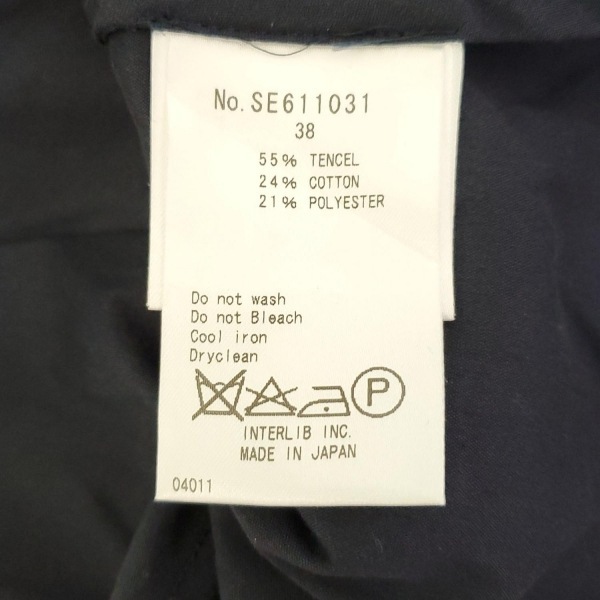 No. SE611031
38
55% TENCEL
24% COTTON
21% POLYESTER
Do not wash
Do not Bleach
Cool iron
Dryclean
P
INTERLIB INC.
MADE IN JAPAN
04011